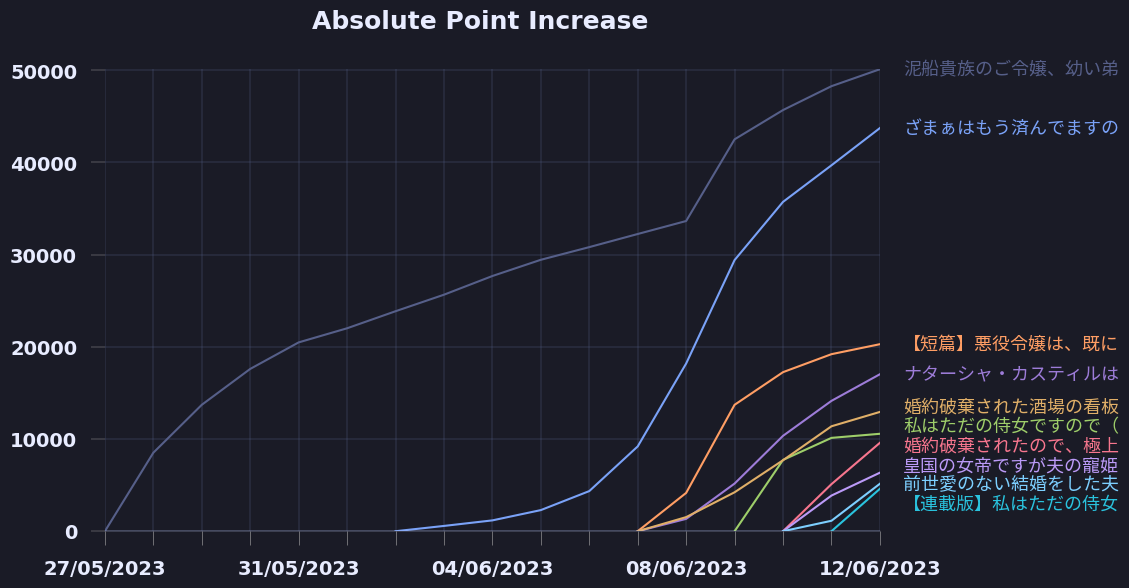 Absolute Point Increase
50000
40000
30000
20000
10000
0
27/05/2023
31/05/2023
04/06/2023
08/06/2023
12/06/2023
泥船貴族のご令嬢、幼い弟
ざまぁはもう済んでますの
【短篇】悪役令嬢は、既に
ナターシャ・カスティルは
婚約破棄された酒場の看板
私はただの侍女ですので（
婚約破棄されたので、極上
皇国の女帝ですが夫の寵姫
前世愛のない結婚をした夫
【連載版】私はただの侍女